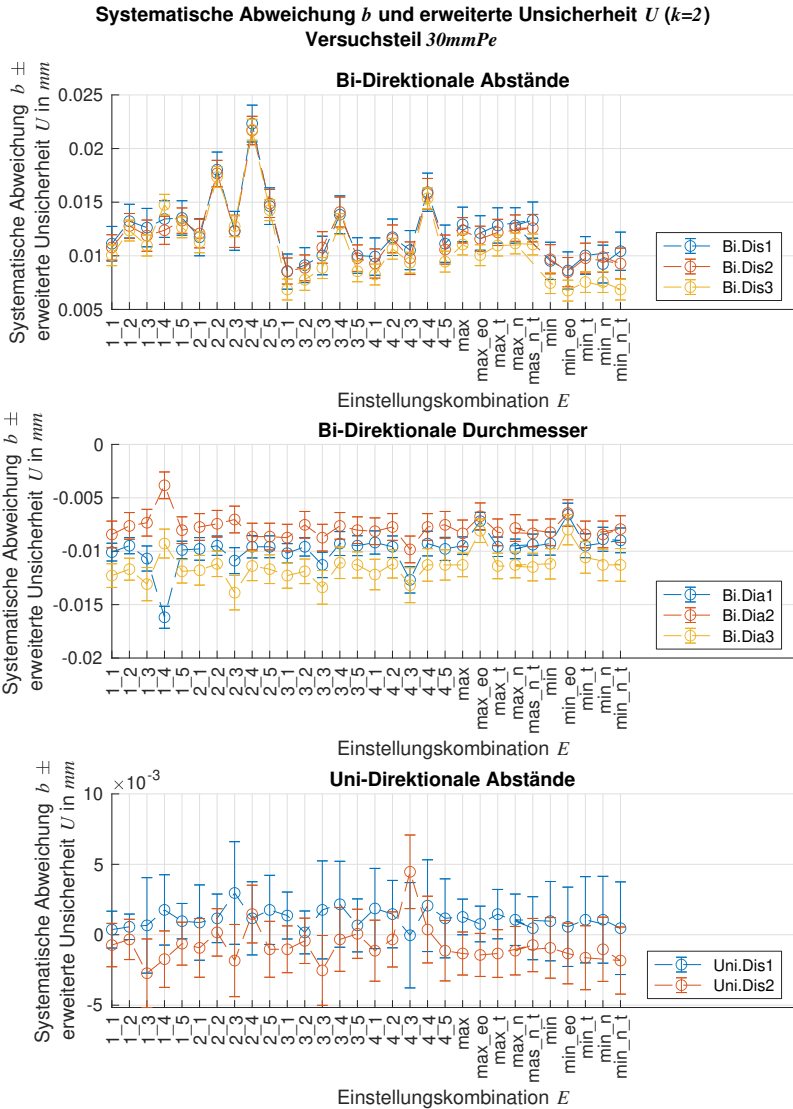 Systematische Abweichung b und erweiterte Unsicherheit U (k=2)
Versuchsteil 30mmPe
Bi-Direktionale Abstände
Systematische Abweichung b ±
erweiterte Unsicherheit U in mm
0.025
0.02
0.015
0.01
0.005
Bi.Dis1
Bi.Dis2
Bi.Dis3
1_1
1_2
1_3
1_4
1_5
2_1
2_2
2_3
2_4
2_5
3_1
3_2
3_3
3_4
3_5
4_1
4_2
4_3
4_4
4_5
max
max_eo
max_t
max_n
mas_n_t
min
min_eo
min_t
min_n
min_n_t
Einstellungskombination E
Bi-Direktionale Durchmesser
Systematische Abweichung b ±
erweiterte Unsicherheit U in mm
0
-0.005
-0.01
-0.015
-0.02
Bi.Dia1
Bi.Dia2
Bi.Dia3
1_1
1_2
1_3
1_4
1_5
2_1
2_2
2_3
2_4
2_5
3_1
3_2
3_3
3_4
3_5
4_1
4_2
4_3
4_4
4_5
max
max_eo
max_t
max_n
mas_n_t
min
min_eo
min_t
min_n
min_n_t
Einstellungskombination E
×10⁻³
Uni-Direktionale Abstände
Systematische Abweichung b ±
erweiterte Unsicherheit U in mm
10
5
0
-5
Uni.Dis1
Uni.Dis2
1_1
1_2
1_3
1_4
1_5
2_1
2_2
2_3
2_4
2_5
3_1
3_2
3_3
3_4
3_5
4_1
4_2
4_3
4_4
4_5
max
max_eo
max_t
max_n
mas_n_t
min
min_eo
min_t
min_n
min_n_t
Einstellungskombination E